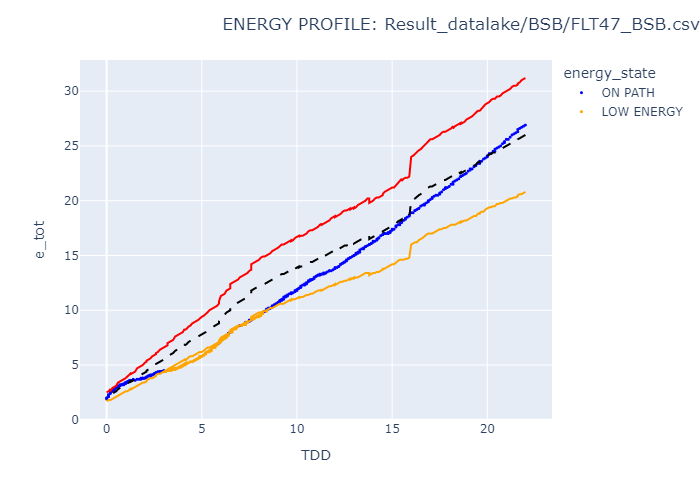 ENERGY PROFILE: Result_datalake/BSB/FLT47_BSB.csv
energy_state
ON PATH
LOW ENERGY
30
25
20
15
10
5
0
e_tot
0 5 10 15 20
TDD